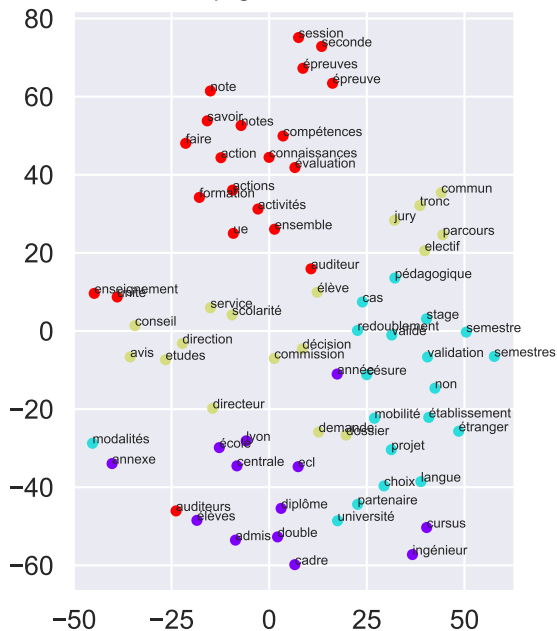 80
session
seconde
épreuves
60
épreuve
note
savoir
notes
compétences
faire
40
action
connaissances
évaluation
actions
formation
commun
tronc
activités
jury
ue
ensemble
parcours
20
electif
auditeur
pédagogique
enseignement
unité
élève
cas
service
scolarité
conseil
stage
0
redoublement
valide
semestre
direction
décision
avis
etudes
commission
validation
semestres
année
césure
non
−20
directeur
mobilité
établissement
demande
dossier
étranger
modalités
lyon
école
projet
annexe
centrale
ecl
−40
choix
langue
auditeurs
diplôme
partenaire
élèves
université
cursus
admis
double
ingénieur
−60
cadre
−50 −25 0 25 50